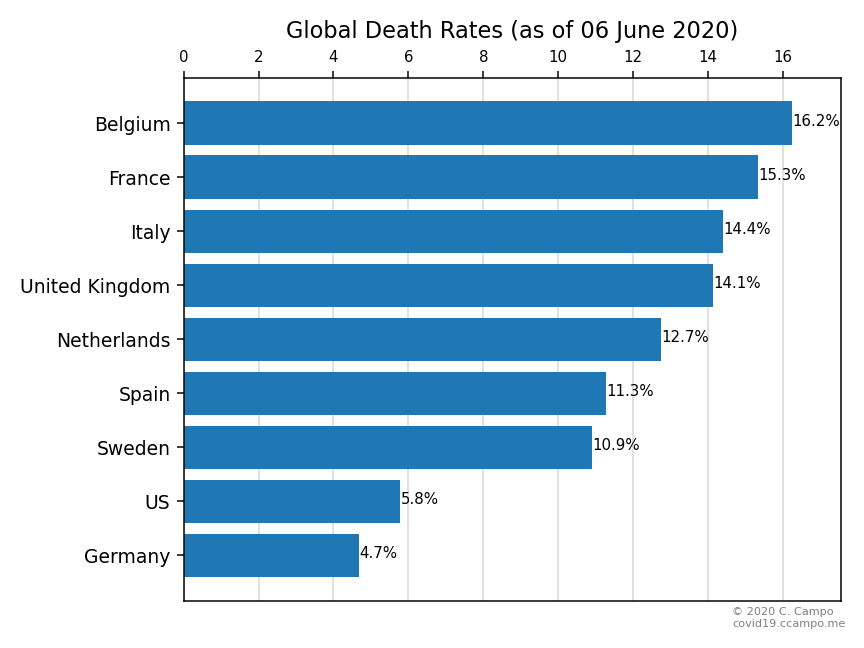 Global Death Rates (as of 06 June 2020)
0 2 4 6 8 10 12 14 16
Belgium 16.2%
France 15.3%
Italy 14.4%
United Kingdom 14.1%
Netherlands 12.7%
Spain 11.3%
Sweden 10.9%
US 5.8%
Germany 4.7%
© 2020 C. Campo
covid19.ccampo.me